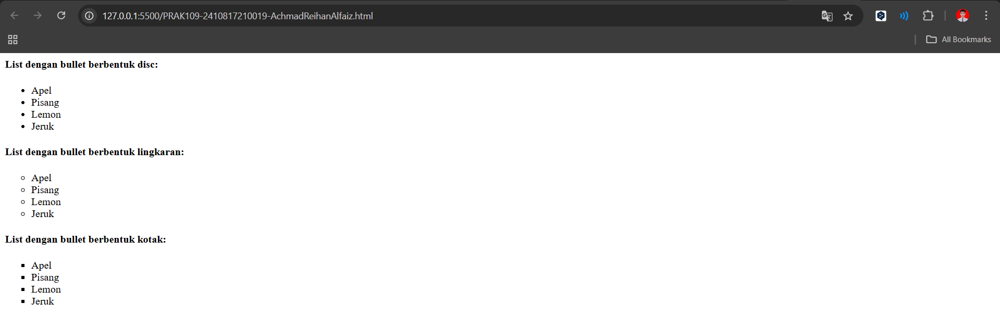 127.0.0.1:5500/PRAK109-2410817210019-AchmadReihanAlfaiz.html
All Bookmarks
List dengan bullet berbentuk disc:
Apel
Pisang
Lemon
Jeruk
List dengan bullet berbentuk lingkaran:
Apel
Pisang
Lemon
Jeruk
List dengan bullet berbentuk kotak:
Apel
Pisang
Lemon
Jeruk